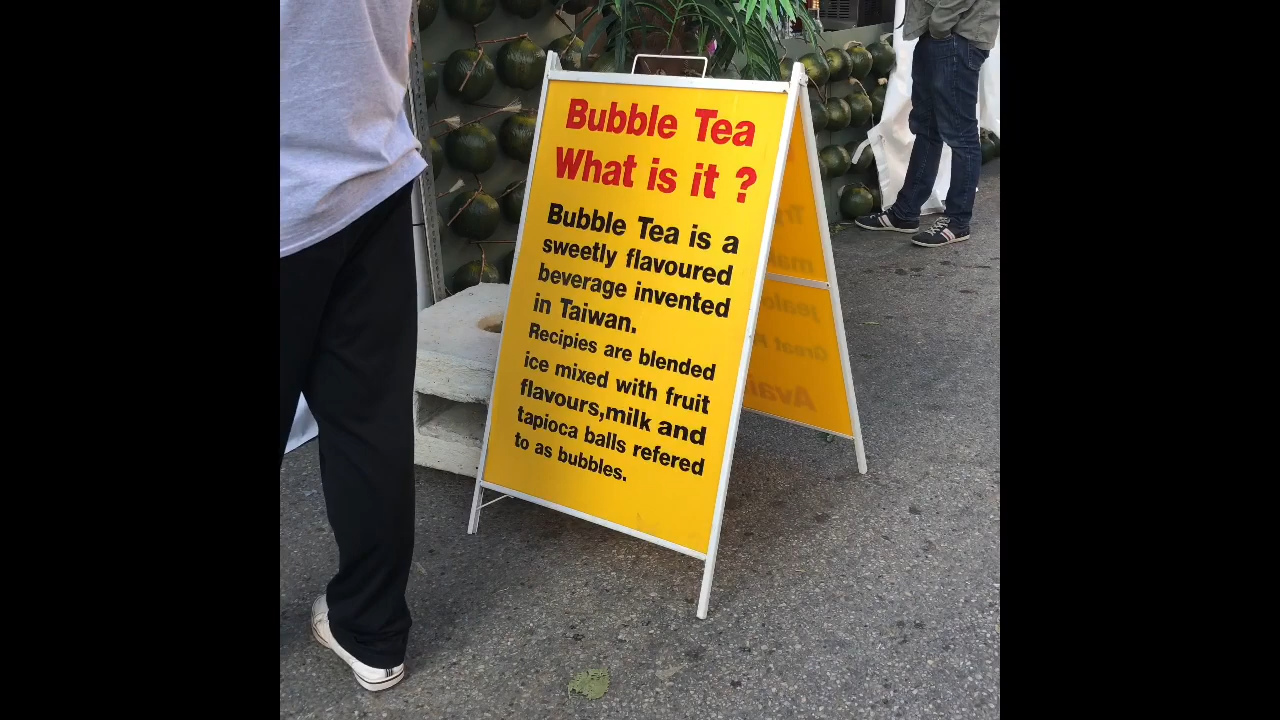 Bubble Tea
What is it ?
Bubble Tea is a
sweetly flavoured
beverage invented
in Taiwan.
Recipies are blended
ice mixed with fruit
flavours,milk and
tapioca balls refered
to as bubbles.